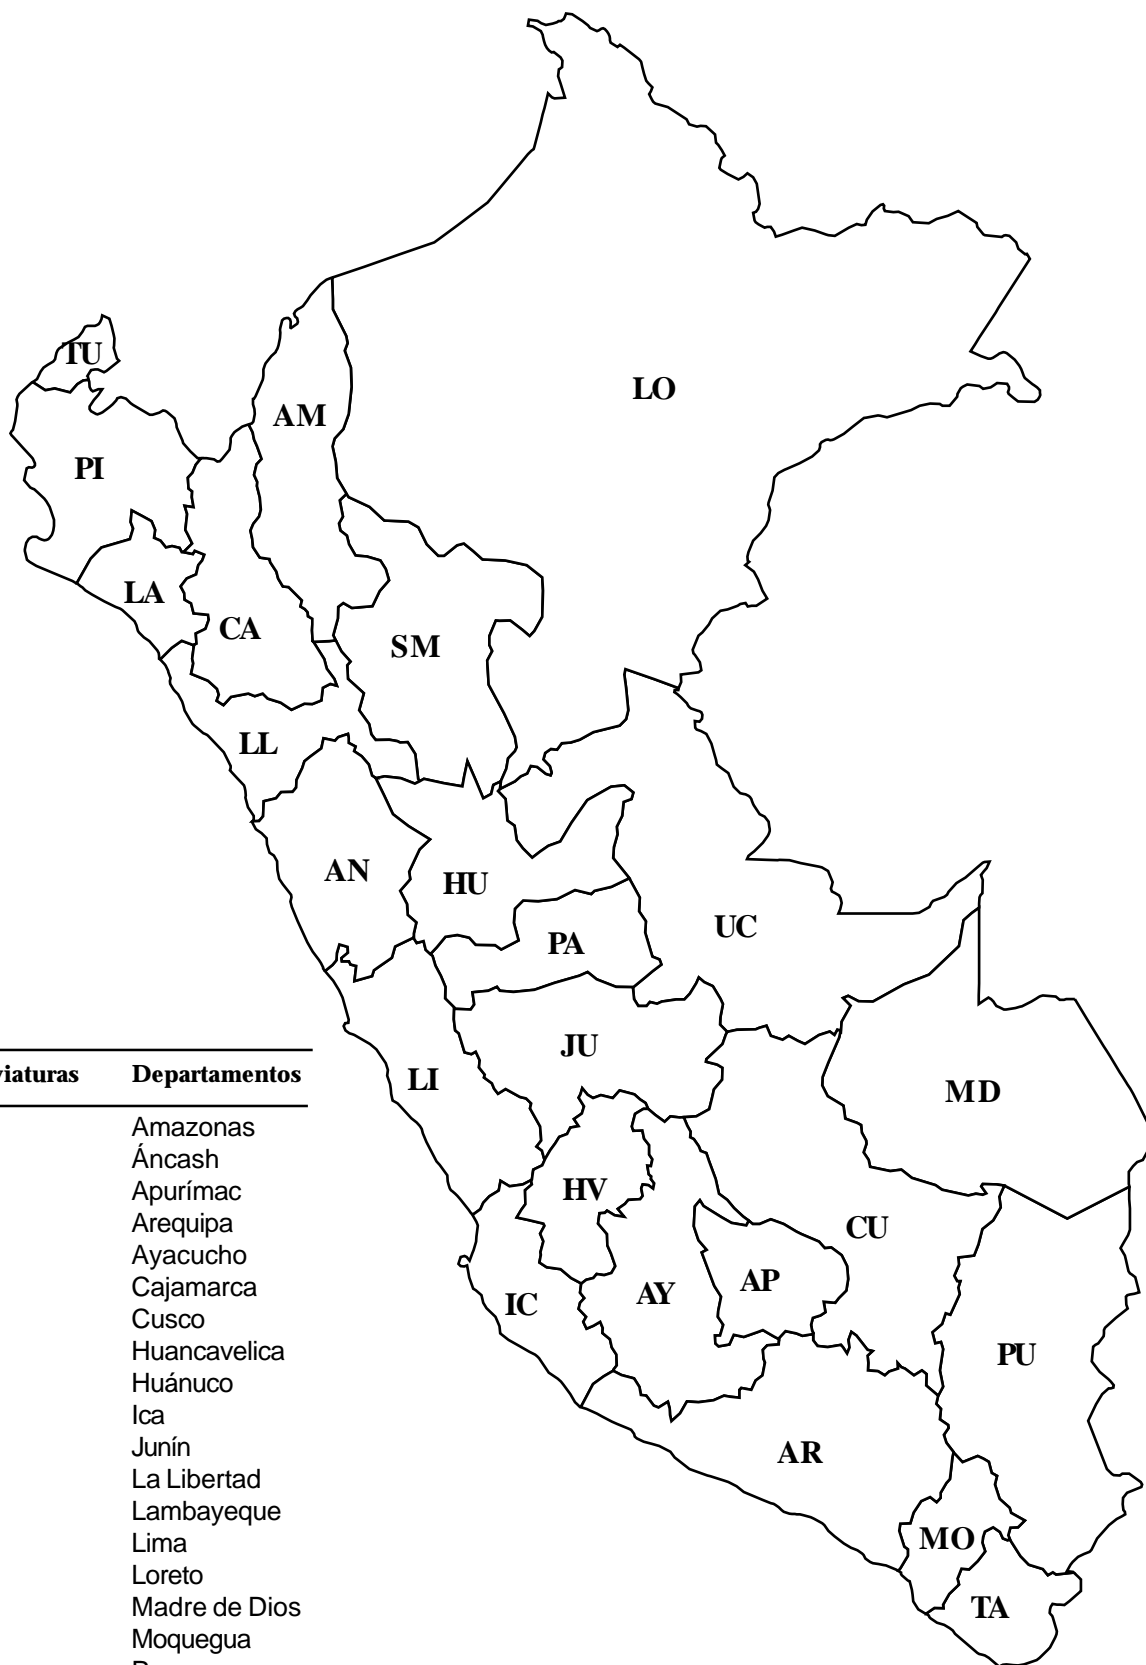 TU
AM
LO
PI
LA
CA
SM
LL
AN
HU
UC
PA
JU
LI
MD
HV
CU
AY
AP
IC
PU
AR
MO
TA
viaturas Departamentos
Amazonas
Áncash
Apurímac
Arequipa
Ayacucho
Cajamarca
Cusco
Huancavelica
Huánuco
Ica
Junín
La Libertad
Lambayeque
Lima
Loreto
Madre de Dios
Moquegua